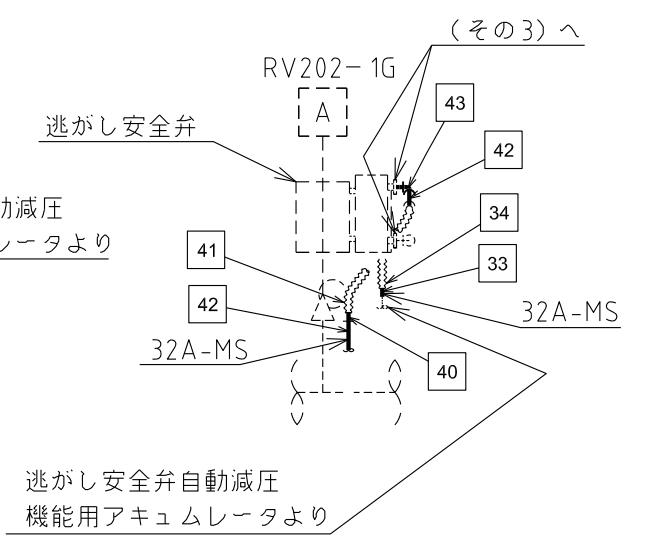 (その3)へ
RV202-1G
A
43
逃がし安全弁
42
動減圧
レータより
34
41
33
42
32A-MS
32A-MS
40
逃がし安全弁自動減圧
機能用アキュムレータより